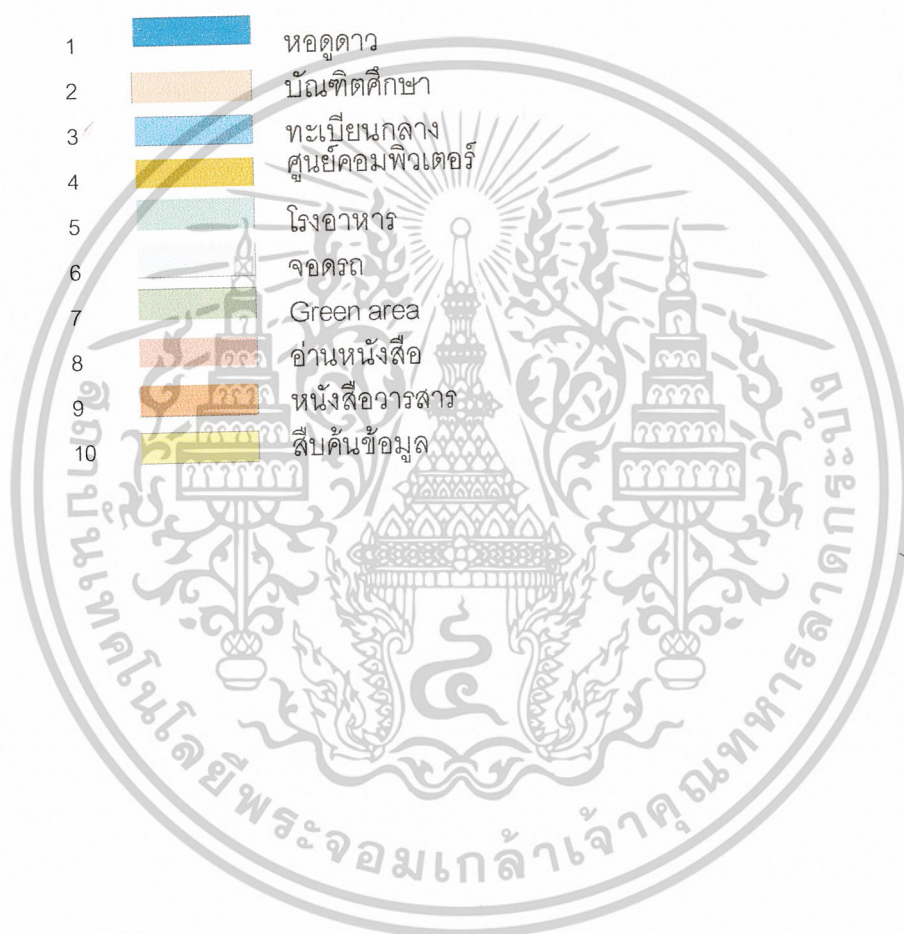 1 หอดูดาว
2 บัณฑิตศึกษา
3 ทะเบียนกลาง
4 ศูนย์คอมพิวเตอร์
5 โรงอาหาร
6 จอดรถ
7 Green area
8 อ่านหนังสือ
9 หนังสือวารสาร
10 สืบค้นข้อมูล
สถาบันเทคโนโลยีพระจอมเกล้าเจ้าคุณทหารลาดกระบัง
๔